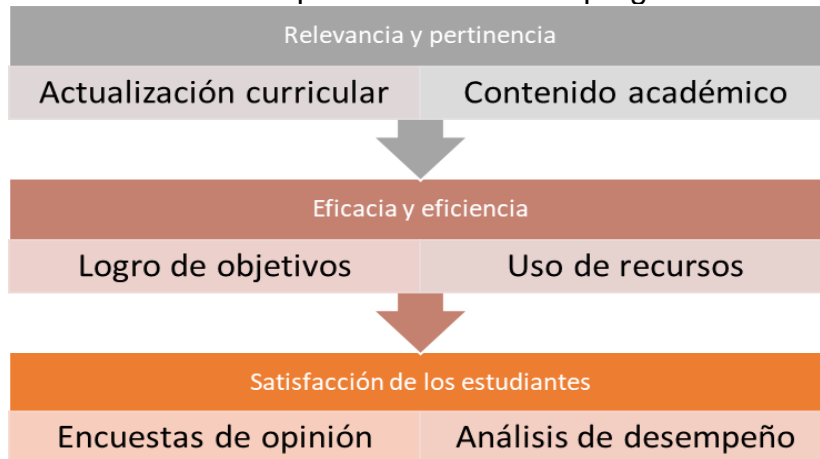 Relevancia y pertinencia
Actualización curricular Contenido académico
Eficacia y eficiencia
Logro de objetivos Uso de recursos
Satisfacción de los estudiantes
Encuestas de opinión Análisis de desempeño